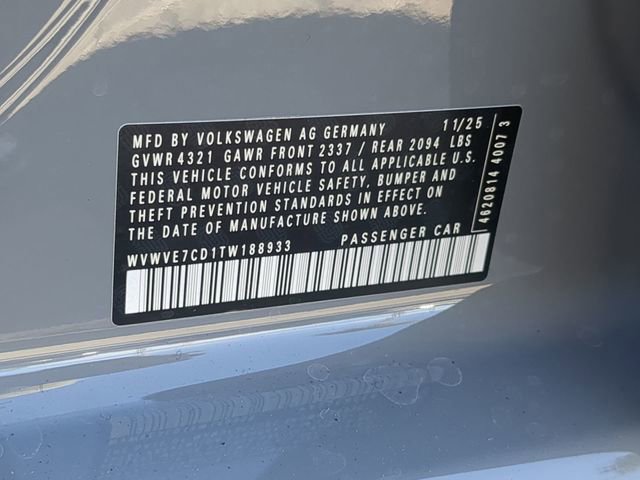 MFD BY VOLKSWAGEN AG GERMANY 11/25
GVWR 4321 GAWR FRONT 2337 / REAR 2094 LBS
THIS VEHICLE CONFORMS TO ALL APPLICABLE U.S.
FEDERAL MOTOR VEHICLE SAFETY, BUMPER AND
THEFT PREVENTION STANDARDS IN EFFECT ON
THE DATE OF MANUFACTURE SHOWN ABOVE.
WVWVE7CD1TW188933 PASSENGER CAR
4620814 4007 3